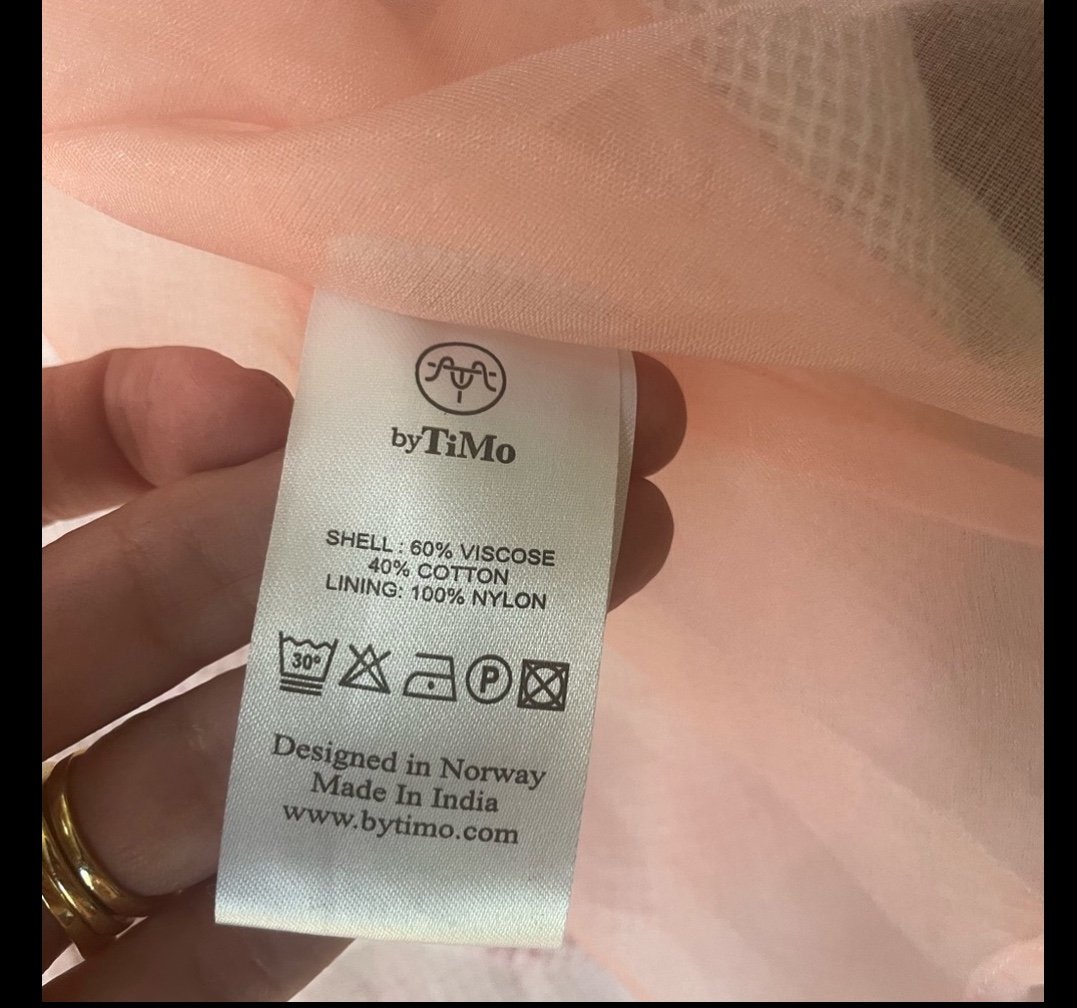 byTiMo
SHELL : 60% VISCOSE
40% COTTON
LINING: 100% NYLON
30° P
Designed in Norway
Made In India
www.bytimo.com